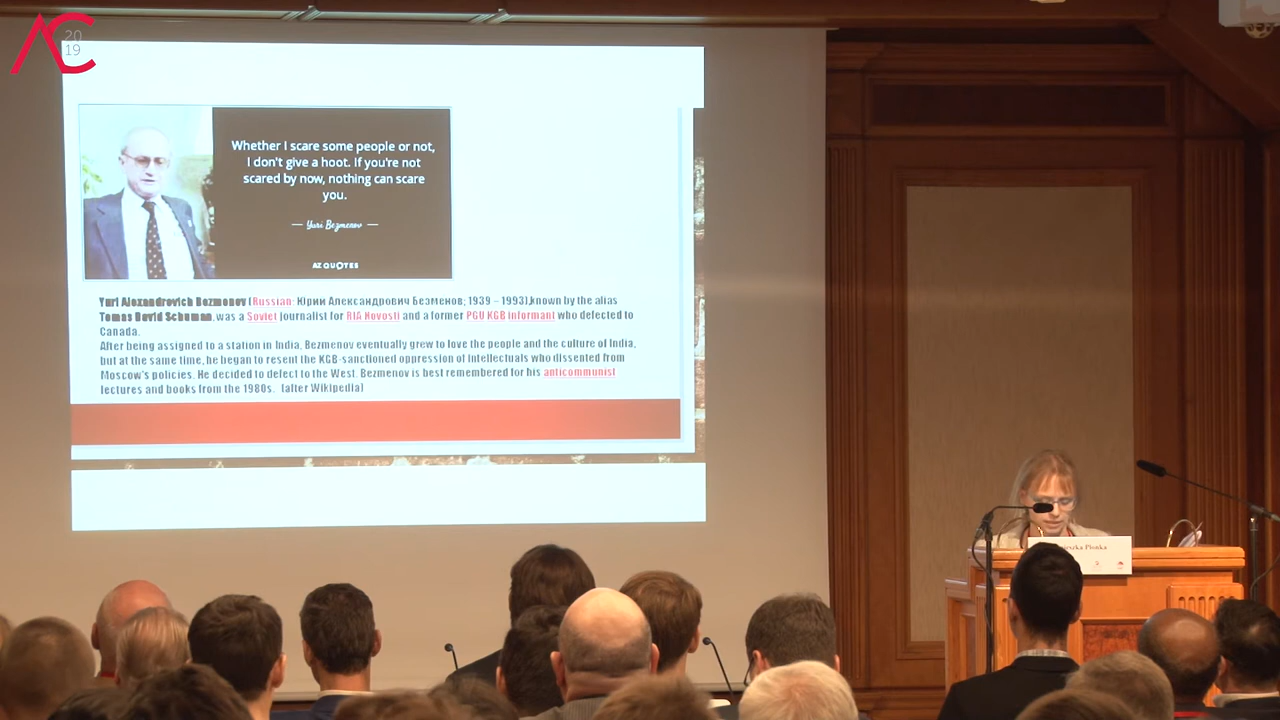 AC
20
19
Whether I scare some people or not,
I don't give a hoot. If you're not
scared by now, nothing can scare
you.
— Yuri Bezmenov —
AZ QUOTES
Yuri Alexandrovich Bezmenov (Russian: Юрий Александрович Безменов; 1939 – 1993),known by the alias
Tomas David Schuman, was a Soviet journalist for RIA Novosti and a former PGU KGB informant who defected to
Canada.
After being assigned to a station in India, Bezmenov eventually grew to love the people and the culture of India,
but at the same time, he began to resent the KGB-sanctioned oppression of intellectuals who dissented from
Moscow's policies. He decided to defect to the West. Bezmenov is best remembered for his anticommunist
lectures and books from the 1980s. (after Wikipedia)
Piońka